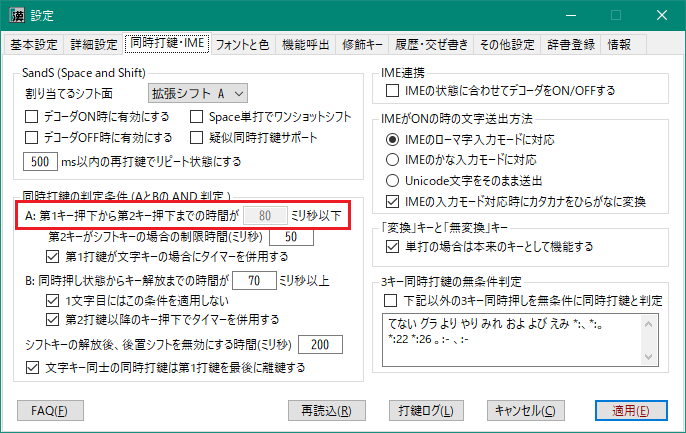 漢 設定
基本設定 詳細設定 同時打鍵・IME フォントと色 機能呼出 修飾キー 履歴・交ぜ書き その他設定 辞書登録 情報
SandS (Space and Shift)
割り当てるシフト面 拡張シフト A
デコーダON時に有効にする Space単打でワンショットシフト
デコーダOFF時に有効にする 疑似同時打鍵サポート
500 ms以内の再打鍵でリピート状態にする
同時打鍵の判定条件 (AとBの AND 判定 )
A: 第1キー押下から第2キー押下までの時間が 80 ミリ秒以下
第2キーがシフトキーの場合の制限時間(ミリ秒) 50
第1打鍵が文字キーの場合にタイマーを併用する
B: 同時押し状態からキー解放までの時間が 70 ミリ秒以上
1文字目にはこの条件を適用しない
第2打鍵以降のキー押下でタイマーを併用する
シフトキーの解放後、後置シフトを無効にする時間(ミリ秒) 200
文字キー同士の同時打鍵は第1打鍵を最後に離鍵する
IME連携
IMEの状態に合わせてデコーダをON/OFFする
IMEがONの時の文字送出方法
IMEのローマ字入力モードに対応
IMEのかな入力モードに対応
Unicode文字をそのまま送出
IMEの入力モード対応時にカタカナをひらがなに変換
「変換」キーと「無変換」キー
単打の場合は本来のキーとして機能する
3キー同時打鍵の無条件判定
下記以外の3キー同時押しを無条件に同時打鍵と判定
てない グラ より やり みれ およ よび えみ *:、*:。
*:22 *:26 。:- 、:-
FAQ(F) 再読込(R) 打鍵ログ(L) キャンセル(C) 適用(E)